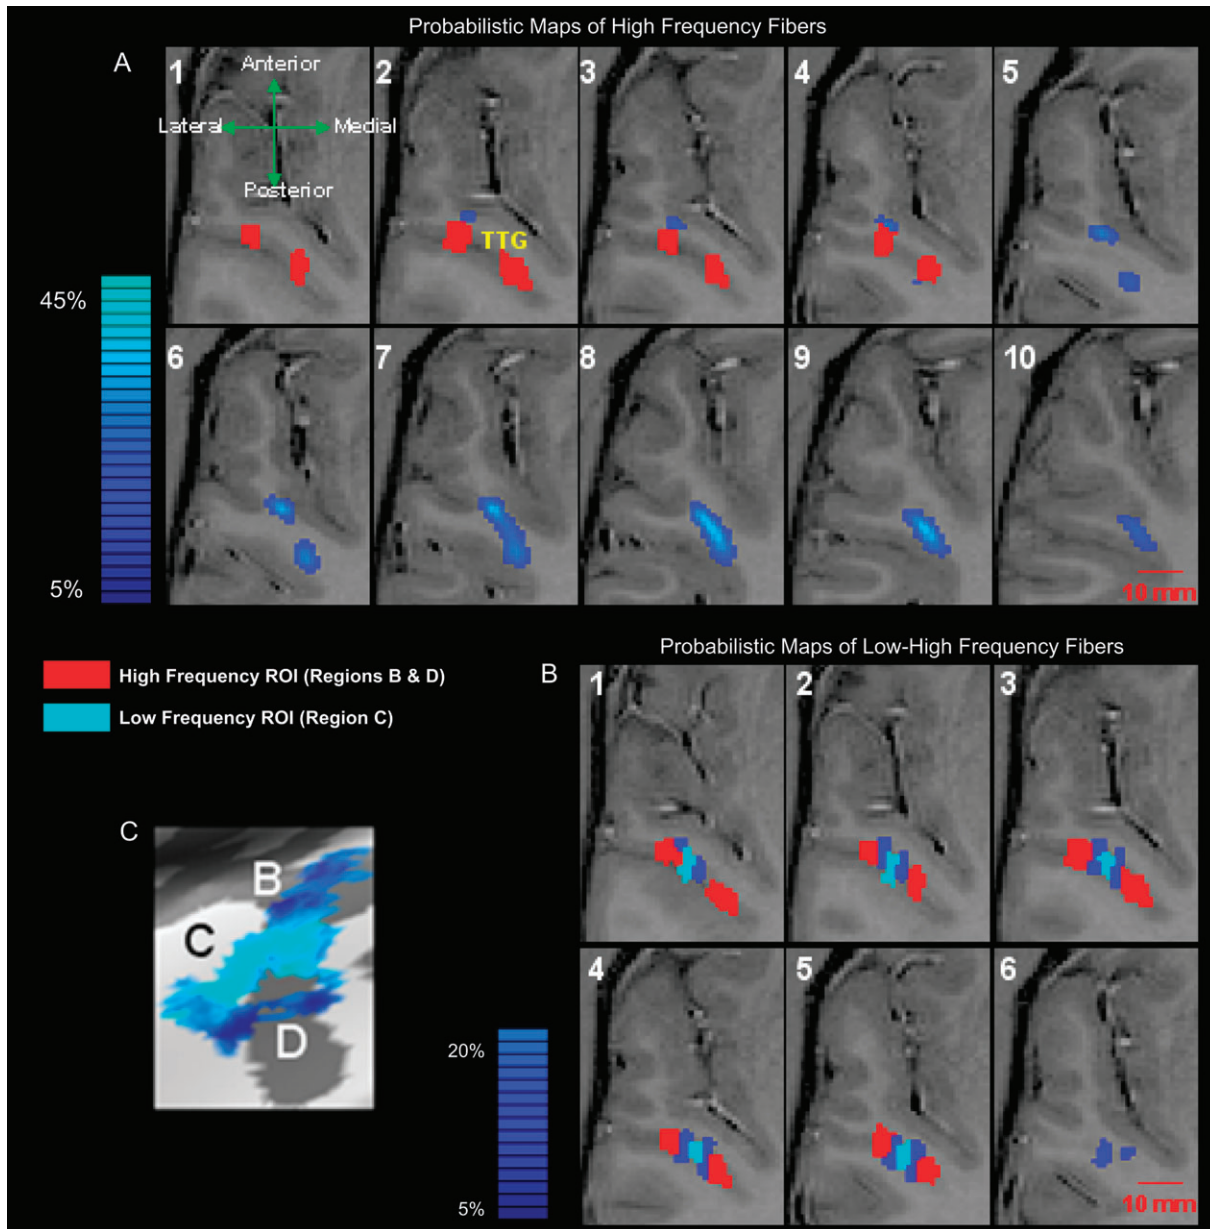 Probabilistic Maps of High Frequency Fibers
A
1
2
3
4
5
Anterior
Lateral
Medial
Posterior
TTG
45%
5%
6
7
8
9
10
10 mm
High Frequency ROI (Regions B & D)
Low Frequency ROI (Region C)
Probabilistic Maps of Low-High Frequency Fibers
B
1
2
3
C
B
C
D
4
5
6
20%
5%
10 mm